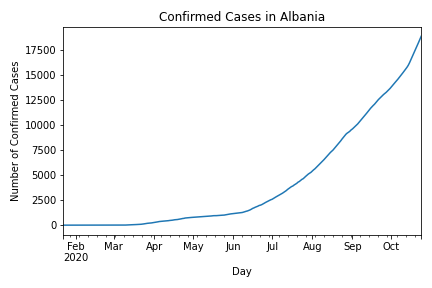 Confirmed Cases in Albania
Number of Confirmed Cases
17500
15000
12500
10000
7500
5000
2500
0
Feb Mar Apr May Jun Jul Aug Sep Oct
2020
Day